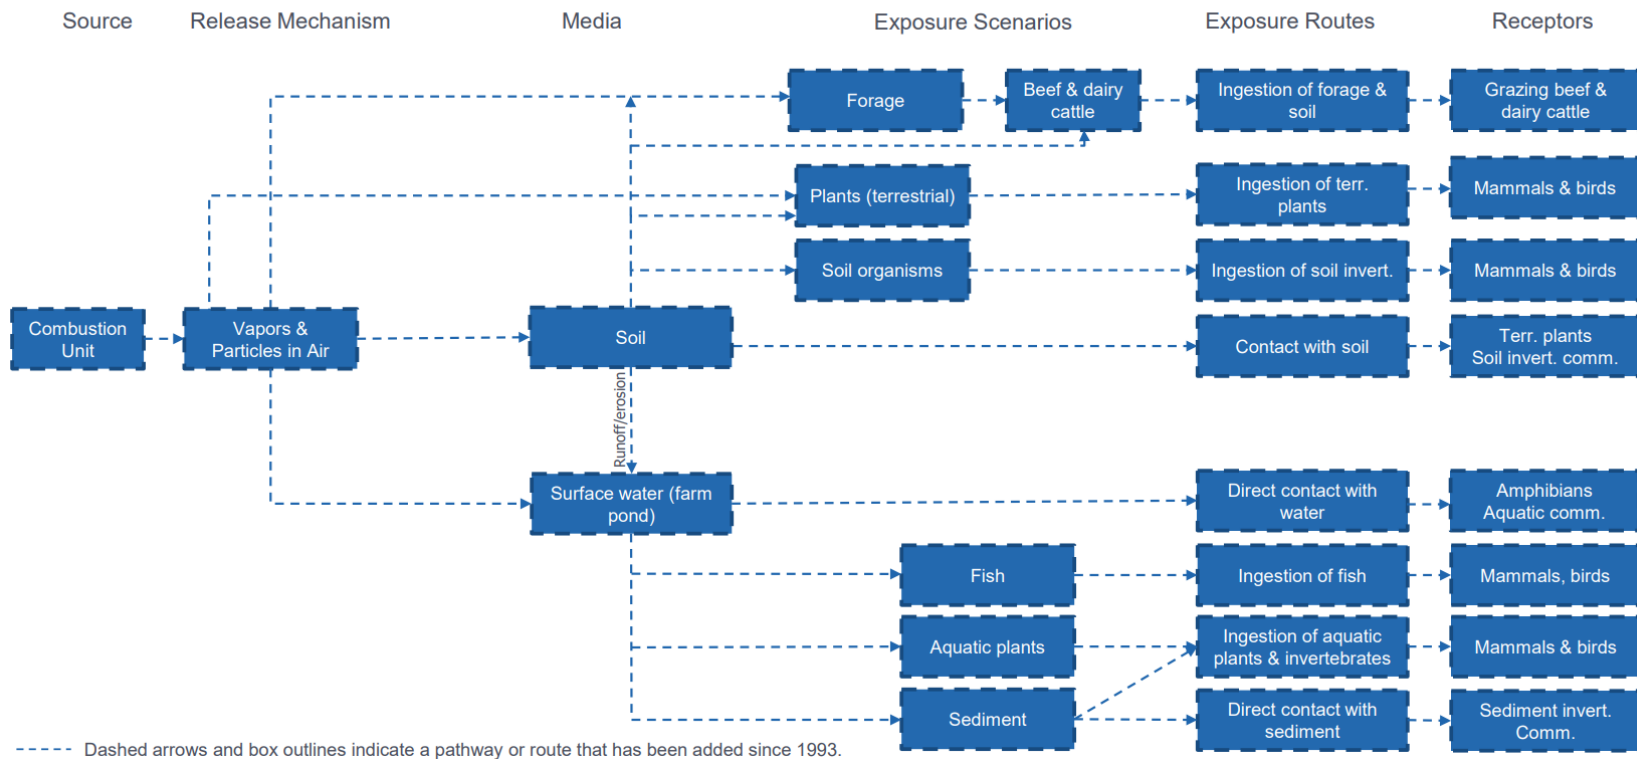 Source
Release Mechanism
Media
Exposure Scenarios
Exposure Routes
Receptors
Forage
Beef & dairy
cattle
Ingestion of forage &
soil
Grazing beef &
dairy cattle
Plants (terrestrial)
Ingestion of terr.
plants
Mammals & birds
Soil organisms
Ingestion of soil invert.
Mammals & birds
Combustion
Unit
Vapors &
Particles in Air
Soil
Contact with soil
Terr. plants
Soil invert. comm.
Runoff/erosion
Surface water (farm
pond)
Direct contact with
water
Amphibians
Aquatic comm.
Fish
Ingestion of fish
Mammals, birds
Aquatic plants
Ingestion of aquatic
plants & invertebrates
Mammals & birds
Sediment
Direct contact with
sediment
Sediment invert.
Comm.
Dashed arrows and box outlines indicate a pathway or route that has been added since 1993.